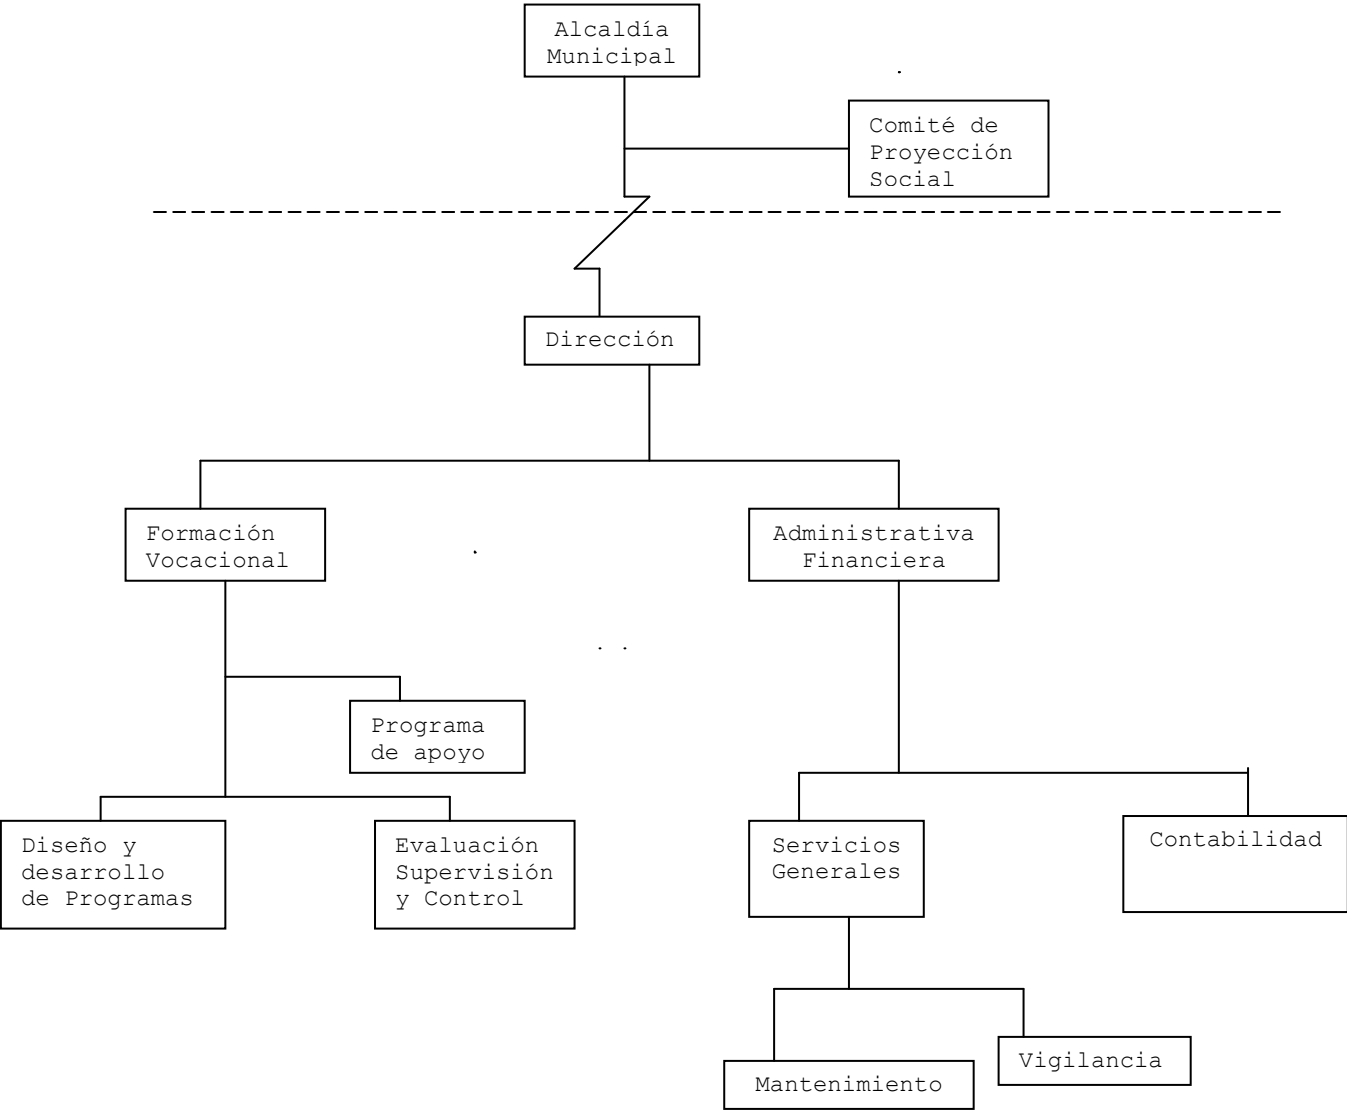 Alcaldía
Municipal
Comité de
Proyección
Social
Dirección
Formación
Vocacional
Administrativa
Financiera
Programa
de apoyo
Diseño y
desarrollo
de Programas
Evaluación
Supervisión
y Control
Servicios
Generales
Contabilidad
Mantenimiento
Vigilancia